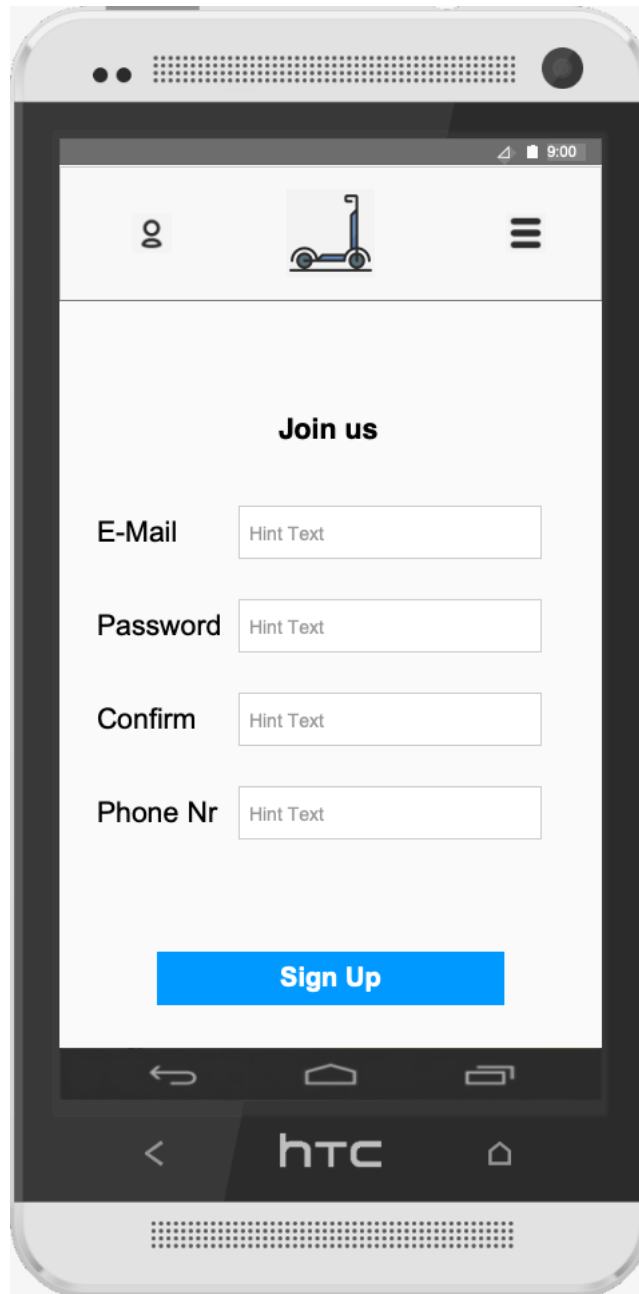 9:00
Join us
E-Mail Hint Text
Password Hint Text
Confirm Hint Text
Phone Nr Hint Text
Sign Up
hTC